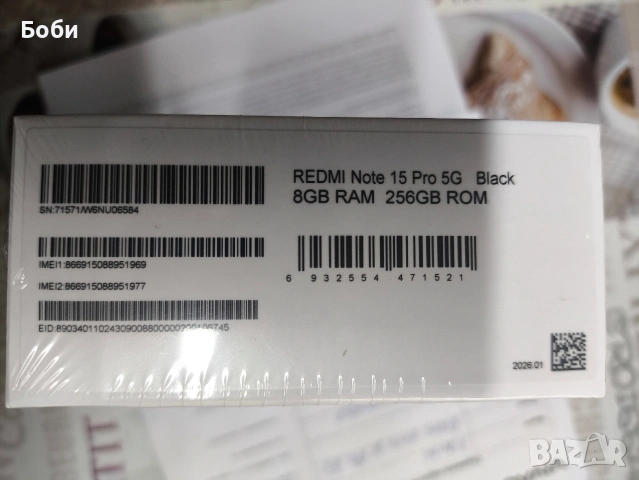 Боби
REDMI Note 15 Pro 5G Black
8GB RAM 256GB ROM
SN:71571/W6NU06584
IMEI1:866915088951969
IMEI2:866915088951977
6 932554 471521
2026.01
BAZAR